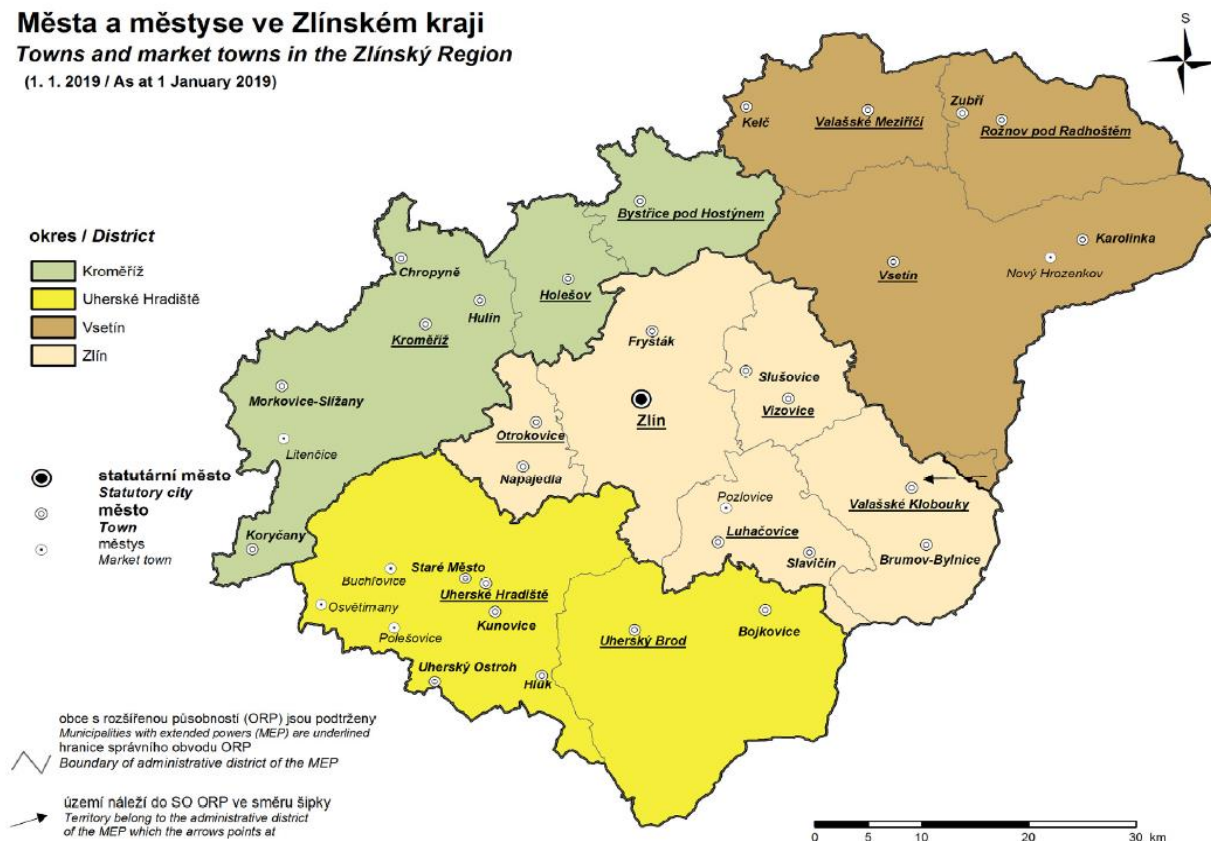 Města a městyse ve Zlínském kraji
Towns and market towns in the Zlínský Region
(1. 1. 2019 / As at 1 January 2019)
S
Kelč
Valašské Meziříčí
Zubří
Rožnov pod Radhoštěm
Bystřice pod Hostýnem
Karolinka
Vsetín
Nový Hrozenkov
okres / District
Kroměříž
Uherské Hradiště
Vsetín
Zlín
Chropyně
Holešov
Hulín
Kroměříž
Fryšták
Slušovice
Vizovice
Zlín
Morkovice-Slížany
Litenčice
Otrokovice
Napajedla
statutární město
Statutory city
město
Town
městys
Market town
Valašské Klobouky
Pozlovice
Luhačovice
Slavičín
Brumov-Bylnice
Koryčany
Buchlovice
Staré Město
Uherské Hradiště
Osvětimany
Kunovice
Polešovice
Uherský Brod
Bojkovice
Uherský Ostroh
Hluk
obce s rozšířenou působností (ORP) jsou podtrženy
Municipalities with extended powers (MEP) are underlined
hranice správního obvodu ORP
Boundary of administrative district of the MEP
území náleží do SO ORP ve směru šipky
Territory belong to the administrative district
of the MEP which the arrows points at
0 5 10 20 30 km